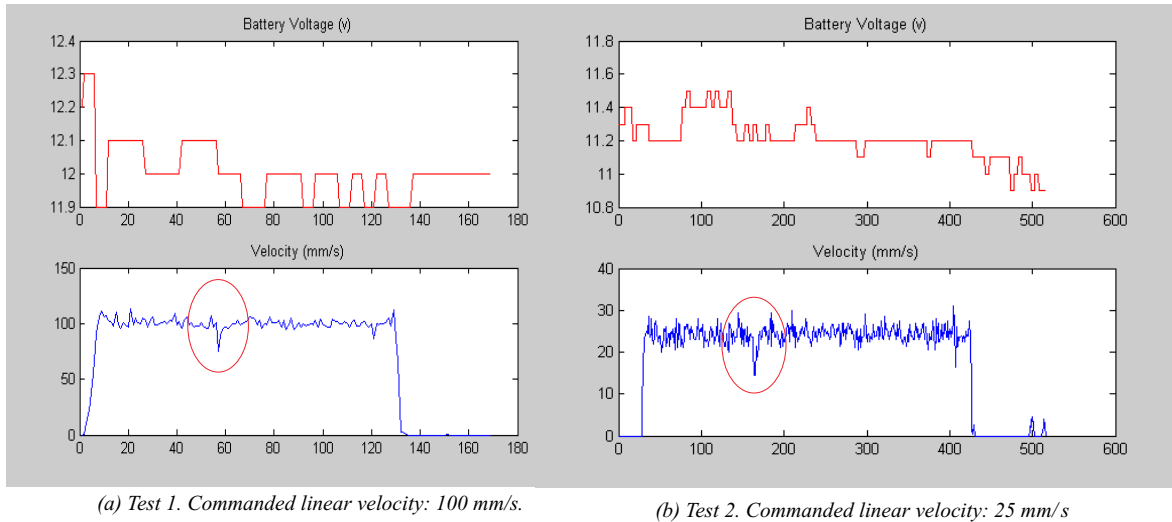 Battery Voltage (v)
12.4
12.3
12.2
12.1
12
11.9
0 20 40 60 80 100 120 140 160 180
Velocity (mm/s)
150
100
50
0
0 20 40 60 80 100 120 140 160 180
(a) Test 1. Commanded linear velocity: 100 mm/s.
Battery Voltage (v)
11.8
11.6
11.4
11.2
11
10.8
0 100 200 300 400 500 600
Velocity (mm/s)
40
30
20
10
0
0 100 200 300 400 500 600
(b) Test 2. Commanded linear velocity: 25 mm/s